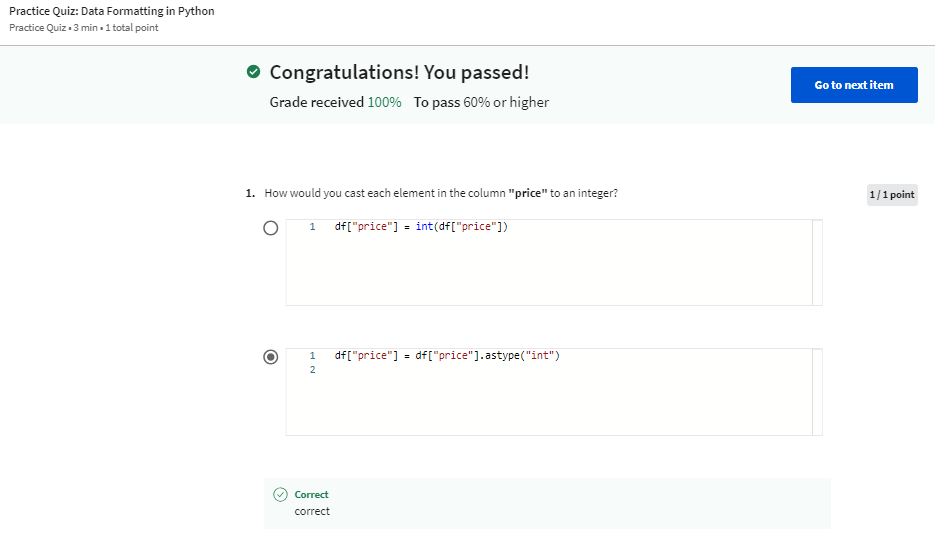 Practice Quiz: Data Formatting in Python
Practice Quiz • 3 min • 1 total point
Congratulations! You passed!
Go to next item
Grade received 100% To pass 60% or higher
1. How would you cast each element in the column "price" to an integer?
1 / 1 point
1 df["price"] = int(df["price"])
1 df["price"] = df["price"].astype("int")
2
Correct
correct